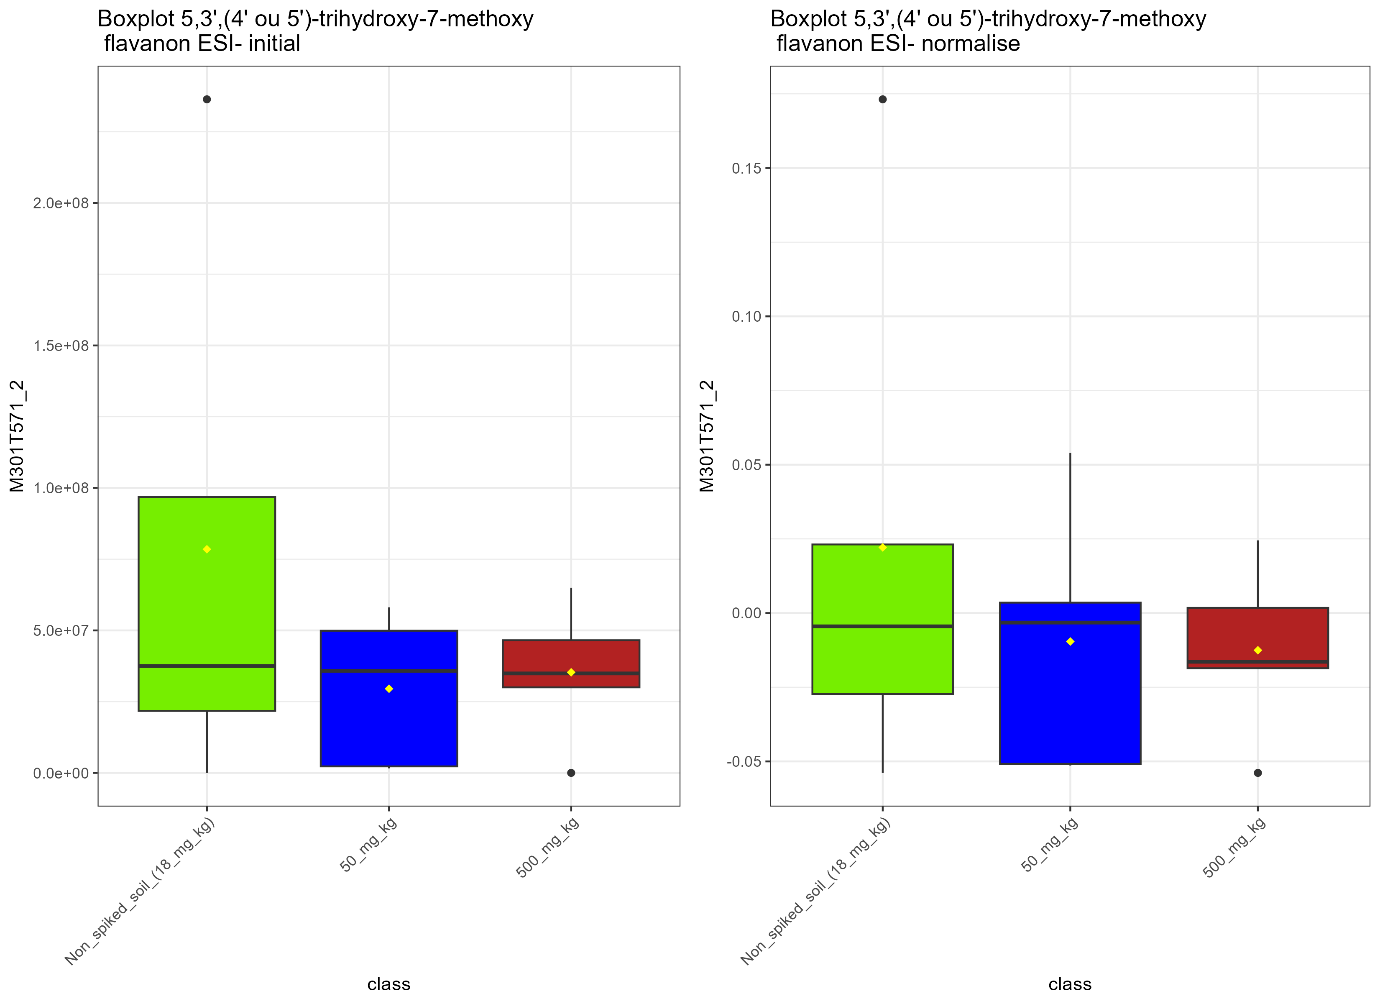 Boxplot 5,3',(4' ou 5')-trihydroxy-7-methoxy
flavanon ESI- initial
M301T571_2
2.0e+08
1.5e+08
1.0e+08
5.0e+07
0.0e+00
Non_spiked_soil_(18_mg_kg)
50_mg_kg
500_mg_kg
class
Boxplot 5,3',(4' ou 5')-trihydroxy-7-methoxy
flavanon ESI- normalise
M301T571_2
0.15
0.10
0.05
0.00
-0.05
Non_spiked_soil_(18_mg_kg)
50_mg_kg
500_mg_kg
class